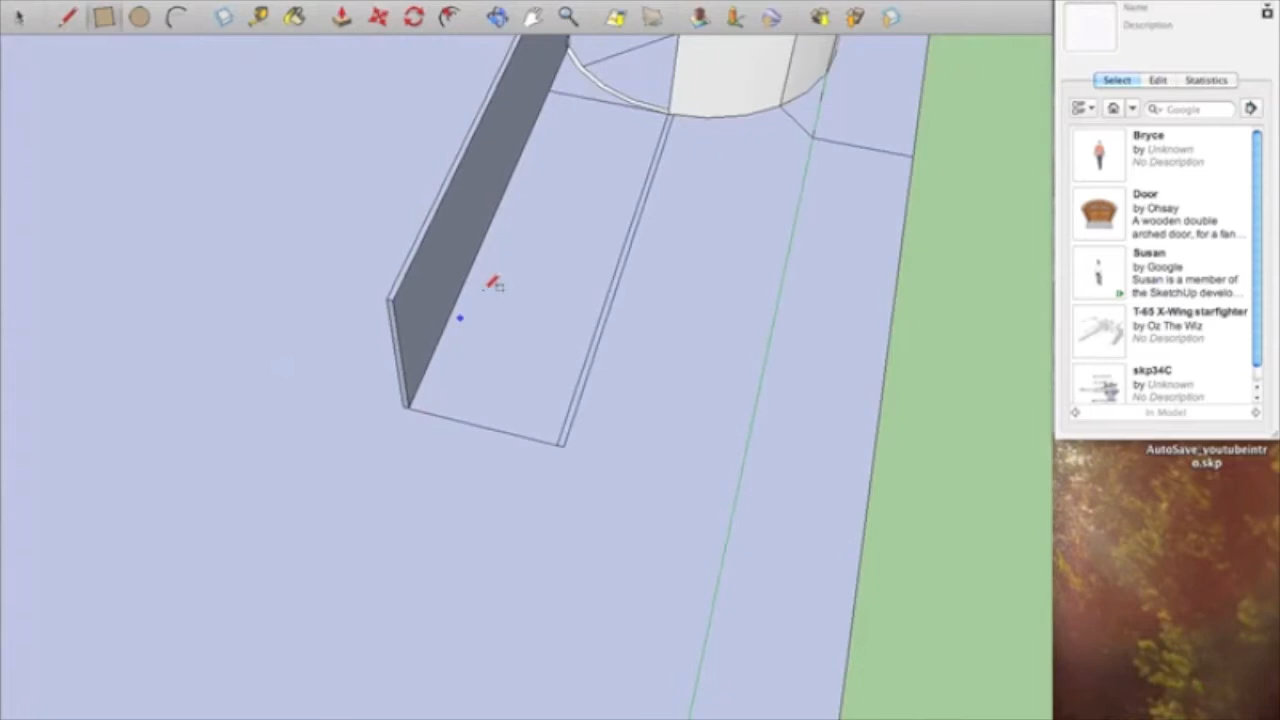 Name
Description
Select Edit Statistics
Google
Bryce
by Unknown
No Description
Door
by Ohsay
A wooden double
arched door, for a fan...
Susan
by Google
Susan is a member of
the SketchUp develo...
T-65 X-Wing starfighter
by Oz The Wiz
No Description
skp34C
by Unknown
No Description
In Model
AutoSave_youtubeintr
o.skp